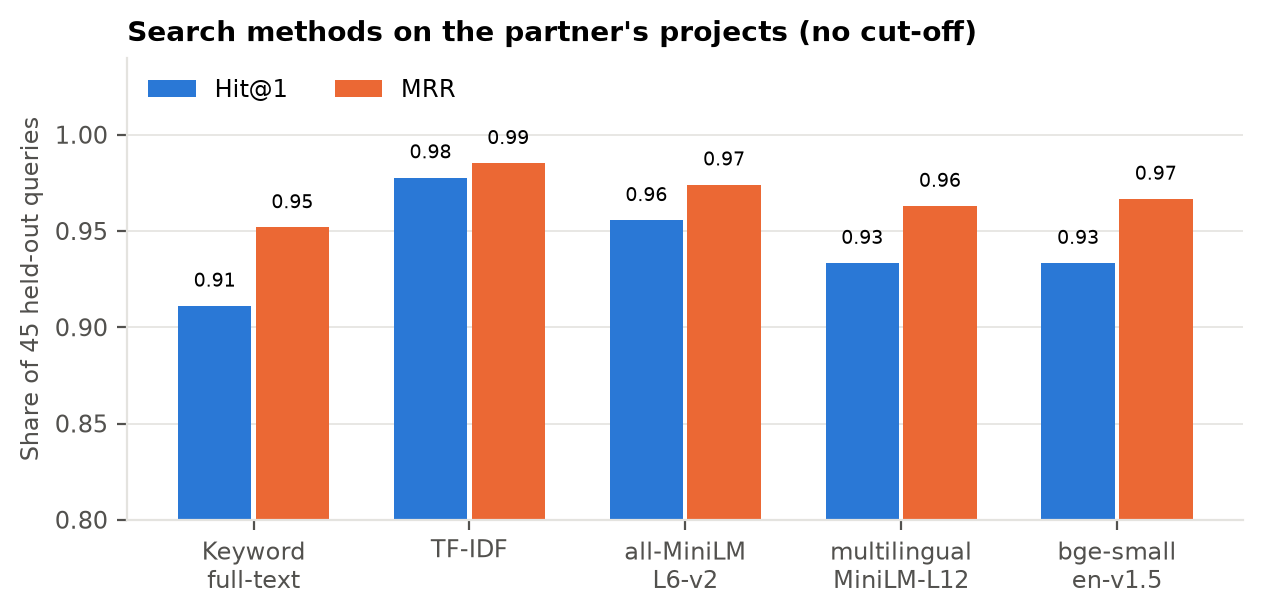 Search methods on the partner's projects (no cut-off)
Hit@1 MRR
Share of 45 held-out queries
1.00
0.95
0.90
0.85
0.80
0.91 0.95
0.98 0.99
0.96 0.97
0.93 0.96
0.93 0.97
Keyword
full-text
TF-IDF
all-MiniLM
L6-v2
multilingual
MiniLM-L12
bge-small
en-v1.5